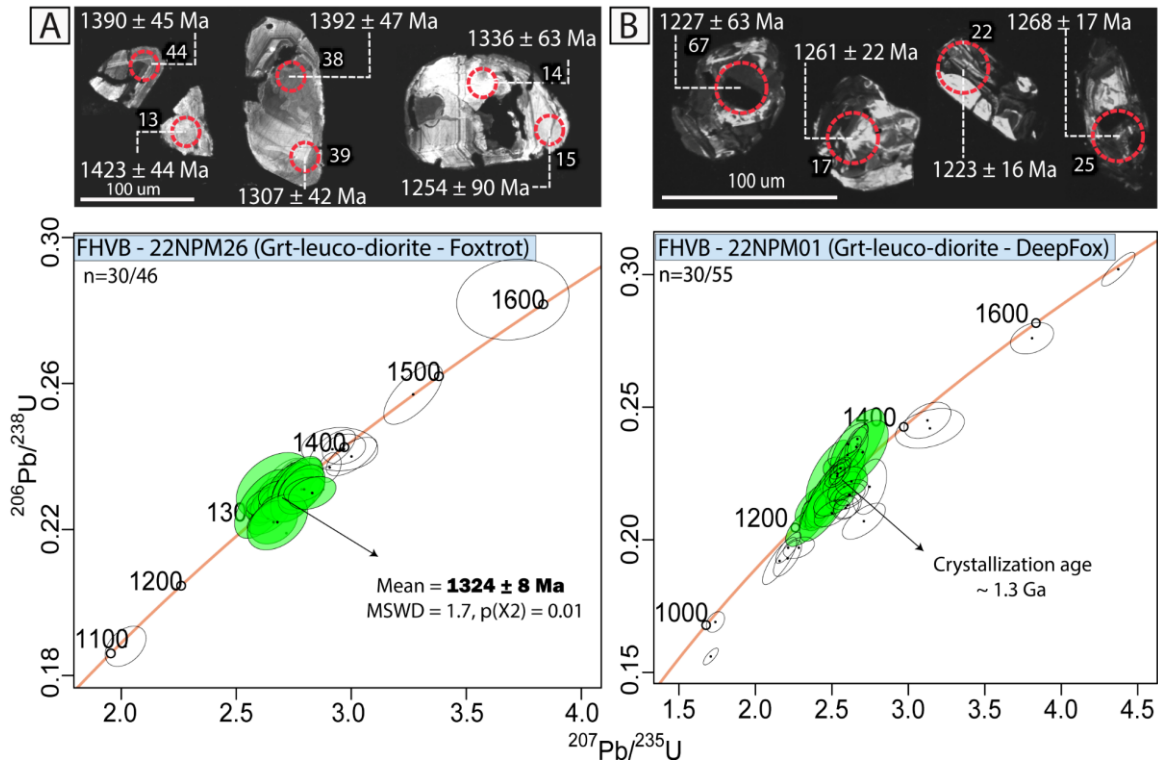 A
1390 ± 45 Ma
1392 ± 47 Ma
1336 ± 63 Ma
44
38
14
13
39
15
1423 ± 44 Ma
1307 ± 42 Ma
1254 ± 90 Ma
100 um
B
1227 ± 63 Ma
1268 ± 17 Ma
67
1261 ± 22 Ma
22
17
25
1223 ± 16 Ma
100 um
FHVB - 22NPM26 (Grt-leuco-diorite - Foxtrot)
n=30/46
0.30
0.26
0.22
0.18
206Pb/238U
1600
1500
1400
130
1200
1100
Mean = 1324 ± 8 Ma
MSWD = 1.7, p(X2) = 0.01
2.0
2.5
3.0
3.5
4.0
FHVB - 22NPM01 (Grt-leuco-diorite - DeepFox)
n=30/55
0.30
0.25
0.20
0.15
1600
1400
1200
1000
Crystallization age
~ 1.3 Ga
1.5
2.0
2.5
3.0
3.5
4.0
4.5
207Pb/235U